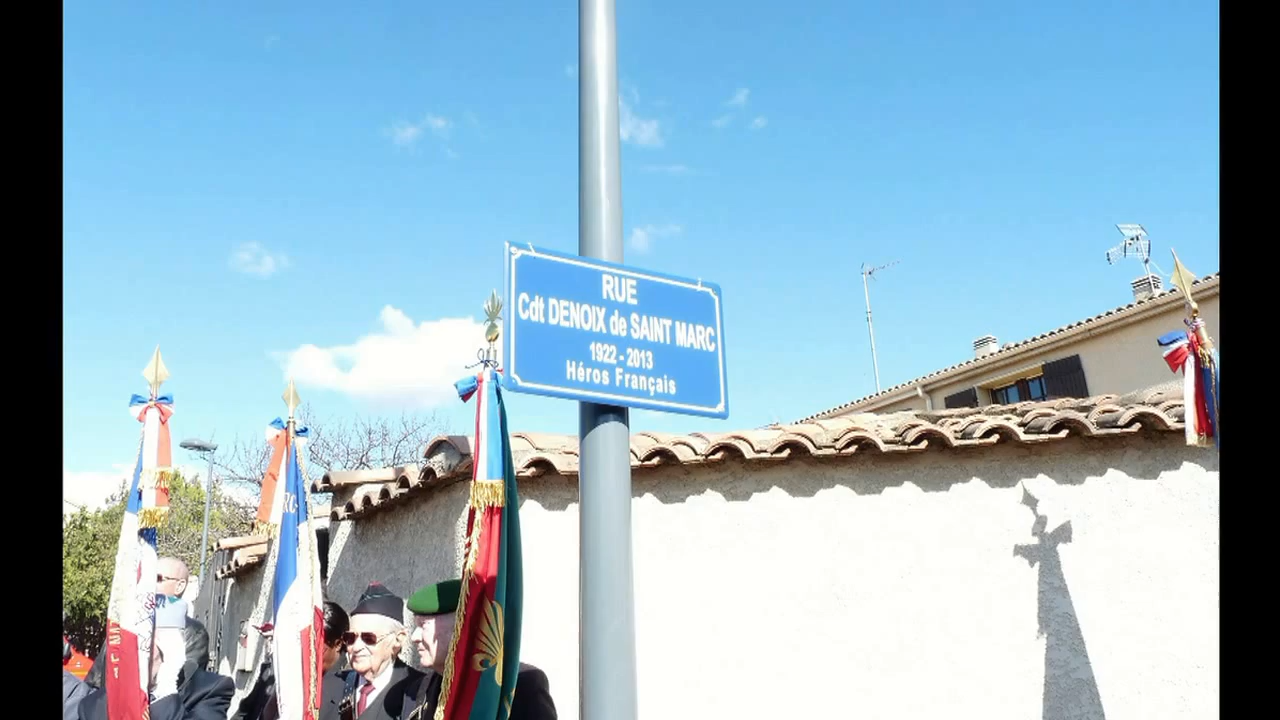 RUE
Cdt DENOIX de SAINT MARC
1922 - 2013
Héros Français